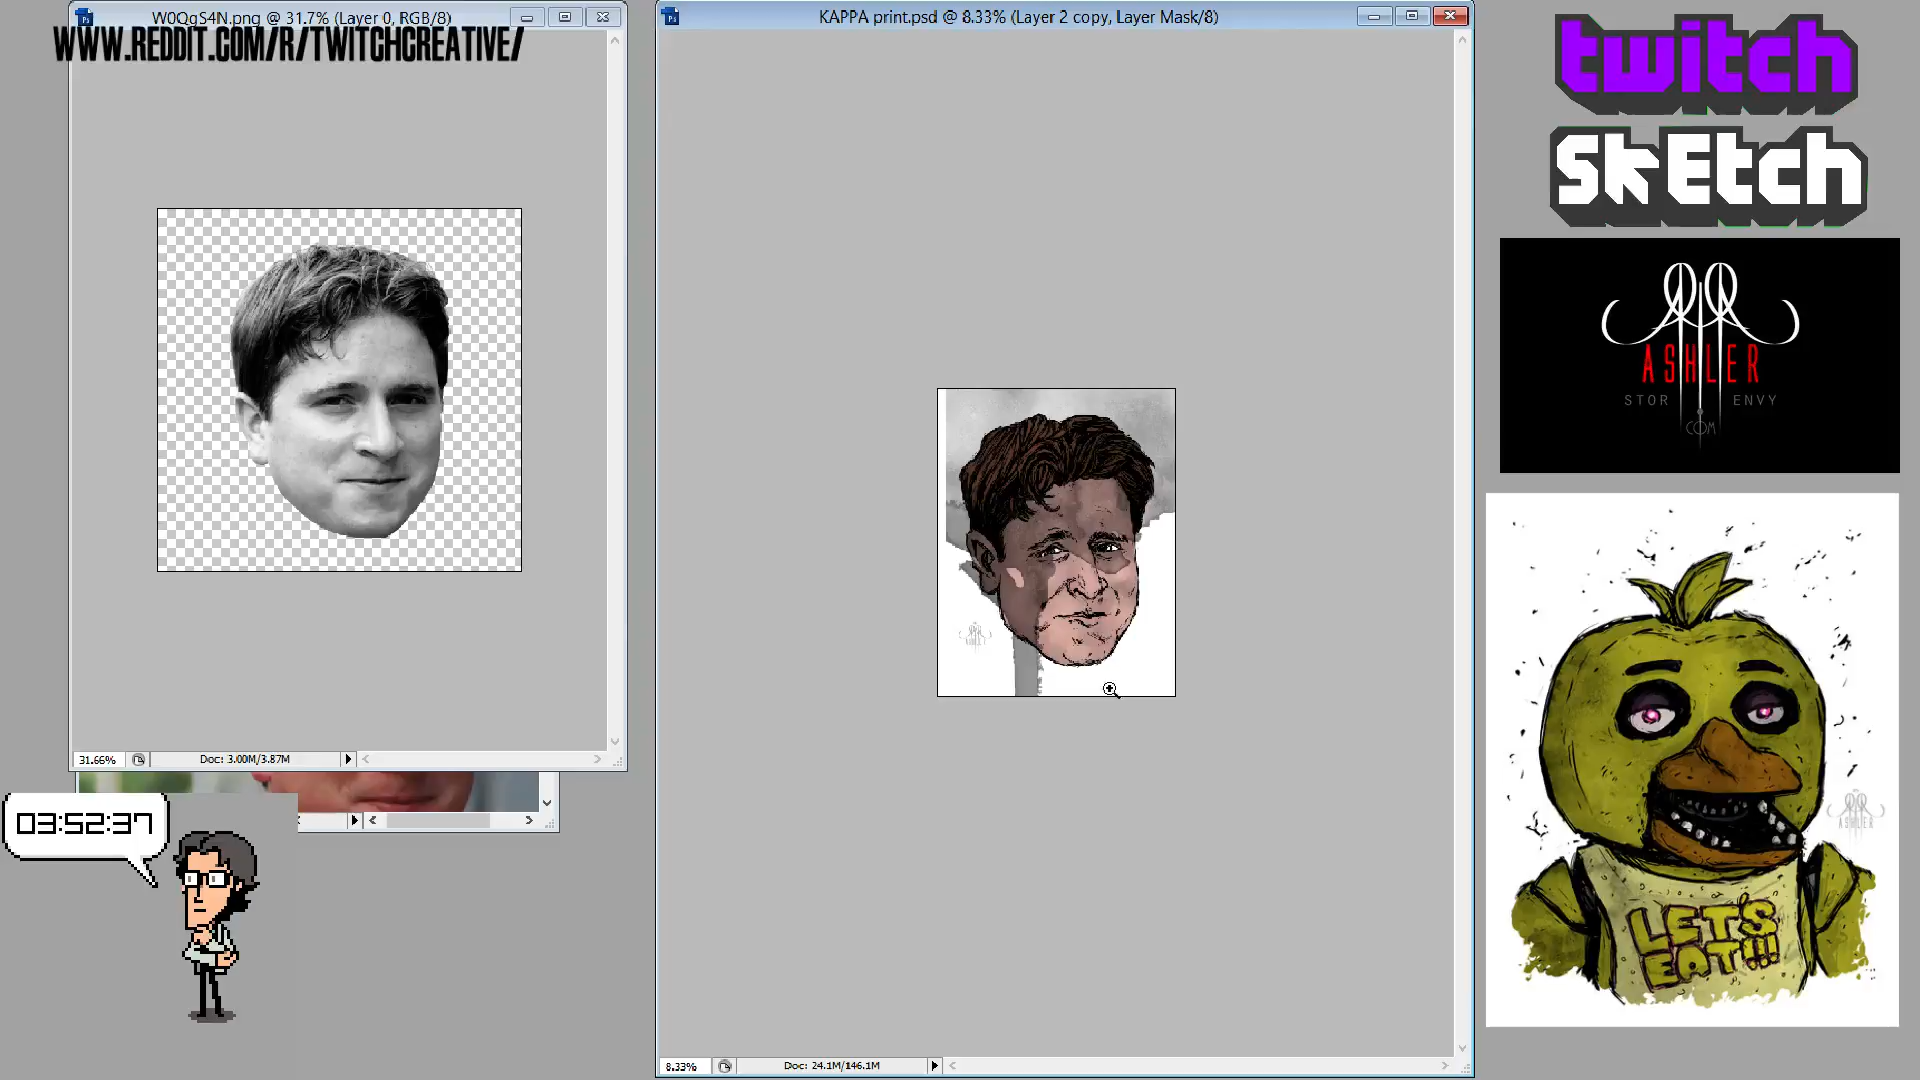 W0QgS4N.png @ 31.7% (Layer 0, RGB/8)
WWW.REDDIT.COM/R/TWITCHCREATIVE/
31.66%
Doc: 3.00M/3.87M
03:52:37
KAPPA print.psd @ 8.33% (Layer 2 copy, Layer Mask/8)
8.33%
Doc: 24.1M/146.1M
twitch
SkEtch
ASHLER
STOR ENVY
COM
ASHLER
LET'S
EAT!!!